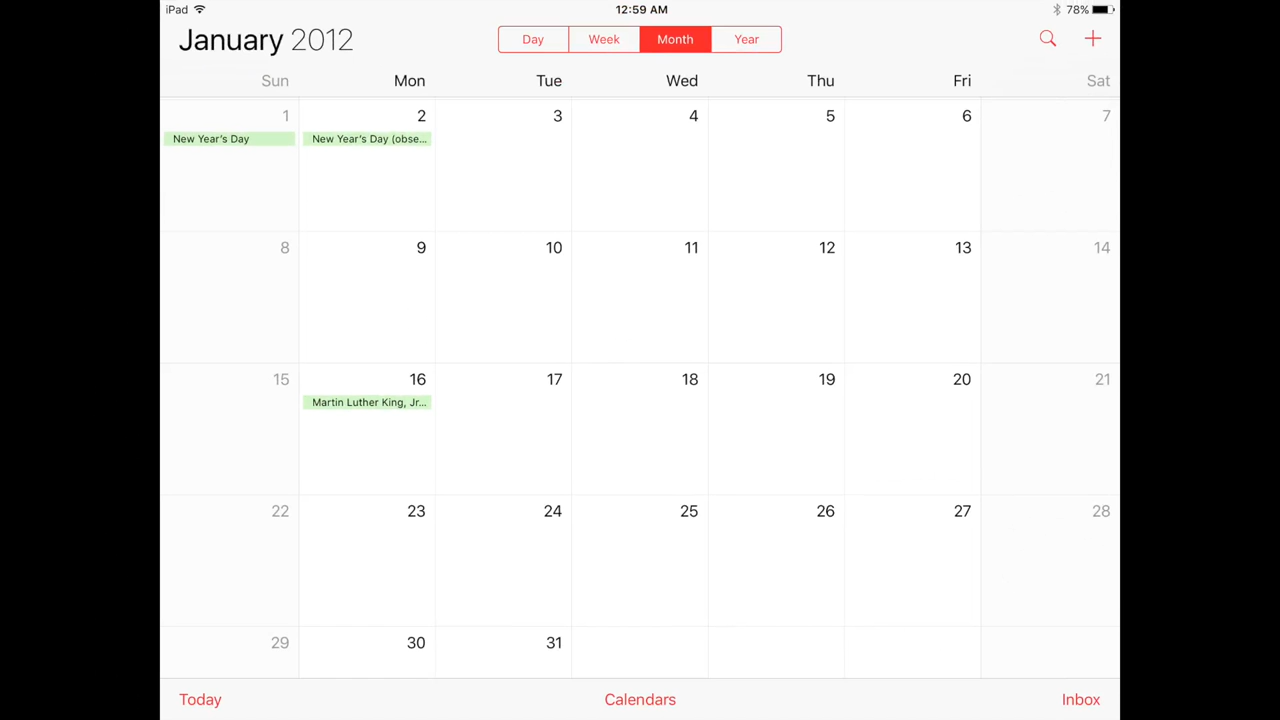 iPad 12:59 AM 78%
January 2012 Day Week Month Year
Sun Mon Tue Wed Thu Fri Sat
1 2 3 4 5 6 7
New Year's Day New Year's Day (obse...
8 9 10 11 12 13 14
15 16 17 18 19 20 21
Martin Luther King, Jr...
22 23 24 25 26 27 28
29 30 31
Today Calendars Inbox